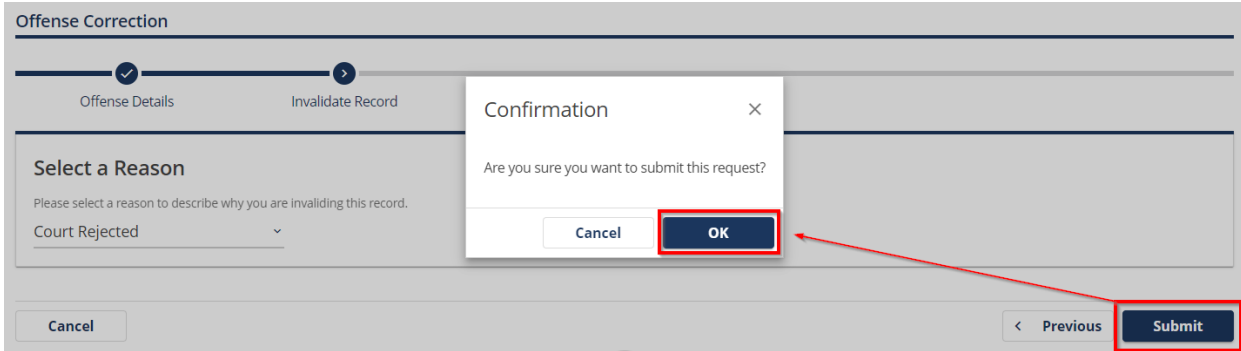 Offense Correction
Offense Details
Invalidate Record
Confirmation
Are you sure you want to submit this request?
Cancel
OK
Select a Reason
Please select a reason to describe why you are invaliding this record.
Court Rejected
Cancel
Previous
Submit